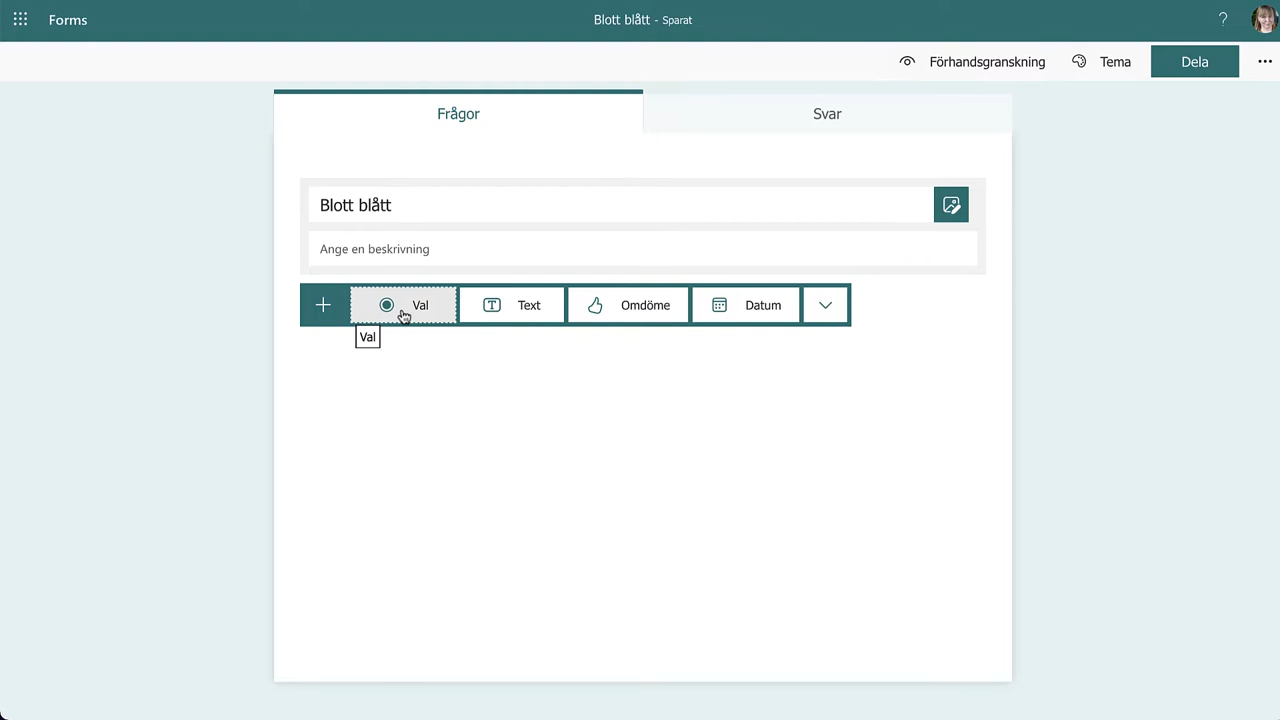 Forms
Blott blått - Sparat
?
Förhandsgranskning
Tema
Dela
Frågor
Svar
Blott blått
Ange en beskrivning
Val
Text
Omdöme
Datum
Val